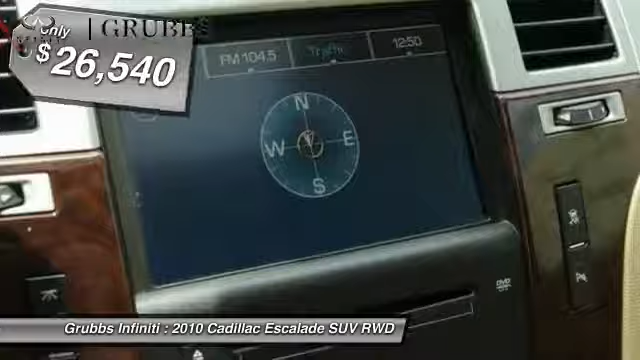 GRUBBS
Only
$26,540
FM 104.5
Traffic
12:50
N
W
E
S
DVD
Grubbs Infiniti : 2010 Cadillac Escalade SUV RWD